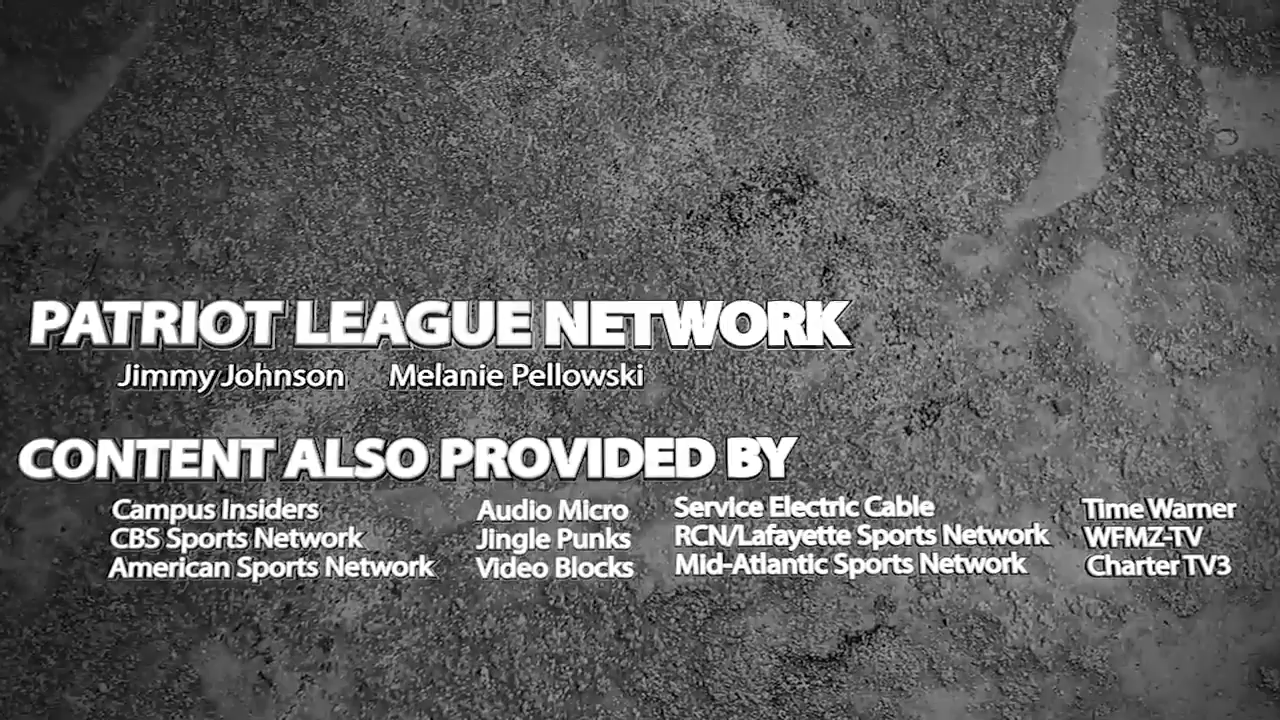 PATRIOT LEAGUE NETWORK
Jimmy Johnson Melanie Pellowski
CONTENT ALSO PROVIDED BY
Campus Insiders Audio Micro Service Electric Cable Time Warner
CBS Sports Network Jingle Punks RCN/Lafayette Sports Network WFMZ-TV
American Sports Network Video Blocks Mid-Atlantic Sports Network Charter TV3